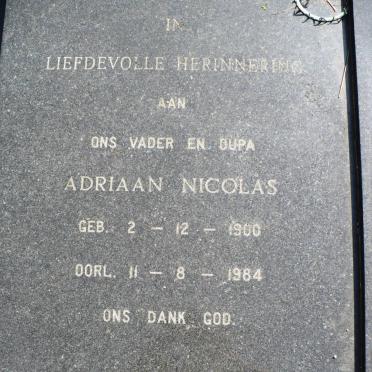 IN
LIEFDEVOLLE HERINNERING
AAN
ONS VADER EN OUPA
ADRIAAN NICOLAS
GEB. 2 - 12 - 1900
OORL. 11 - 8 - 1984
ONS DANK GOD.